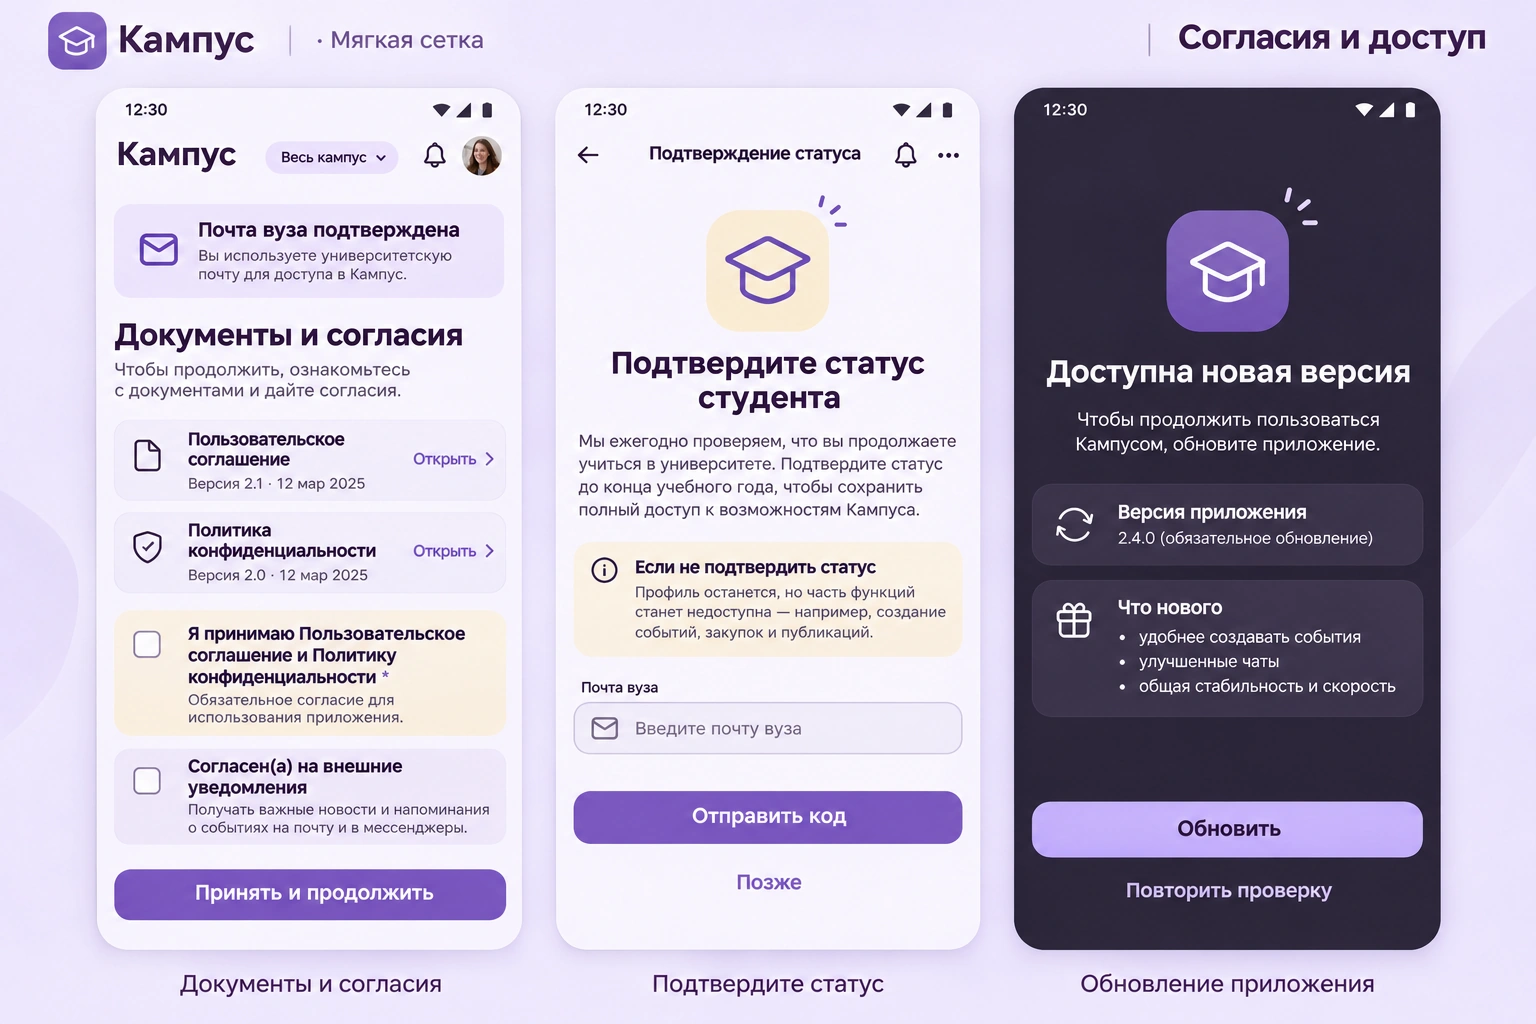 Кампус
· Мягкая сетка
Согласия и доступ
12:30
Кампус
Весь кампус
Почта вуза подтверждена
Вы используете университетскую
почту для доступа в Кампус.
Документы и согласия
Чтобы продолжить, ознакомьтесь
с документами и дайте согласия.
Пользовательское
соглашение
Версия 2.1 · 12 мар 2025
Открыть
Политика
конфиденциальности
Версия 2.0 · 12 мар 2025
Открыть
Я принимаю Пользовательское
соглашение и Политику
конфиденциальности *
Обязательное согласие для
использования приложения.
Согласен(а) на внешние
уведомления
Получать важные новости и напоминания
о событиях на почту и в мессенджеры.
Принять и продолжить
Документы и согласия
12:30
Подтверждение статуса
Подтвердите статус
студента
Мы ежегодно проверяем, что вы продолжаете
учиться в университете. Подтвердите статус
до конца учебного года, чтобы сохранить
полный доступ к возможностям Кампуса.
Если не подтвердить статус
Профиль останется, но часть функций
станет недоступна — например, создание
событий, закупок и публикаций.
Почта вуза
Введите почту вуза
Отправить код
Позже
Подтвердите статус
12:30
Доступна новая версия
Чтобы продолжить пользоваться
Кампусом, обновите приложение.
Версия приложения
2.4.0 (обязательное обновление)
Что нового
• удобнее создавать события
• улучшенные чаты
• общая стабильность и скорость
Обновить
Повторить проверку
Обновление приложения